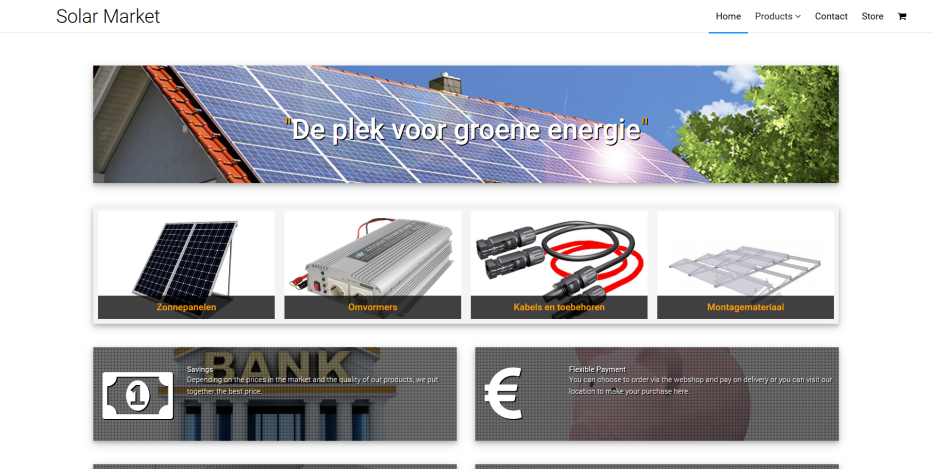 Solar Market
Home
Products
Contact
Store
"De plek voor groene energie"
Zonnepanelen
Omvormers
Kabels en toebehoren
Montagemateriaal
BANK
1
Savings
Depending on the prices in the market and the quality of our products, we put
together the best price.
€
Flexible Payment
You can choose to order via the webshop and pay on delivery or you can visit our
location to make your purchase here.